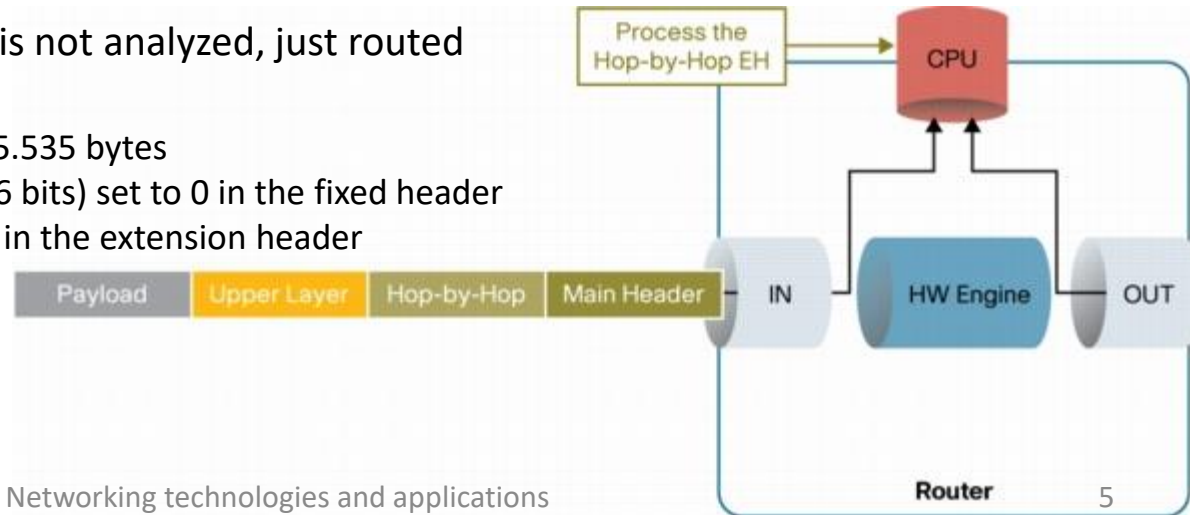 is not analyzed, just routed
5.535 bytes
6 bits) set to 0 in the fixed header
in the extension header
Process the
Hop-by-Hop EH
CPU
Payload
Upper Layer
Hop-by-Hop
Main Header
IN
HW Engine
OUT
Router
Networking technologies and applications
5